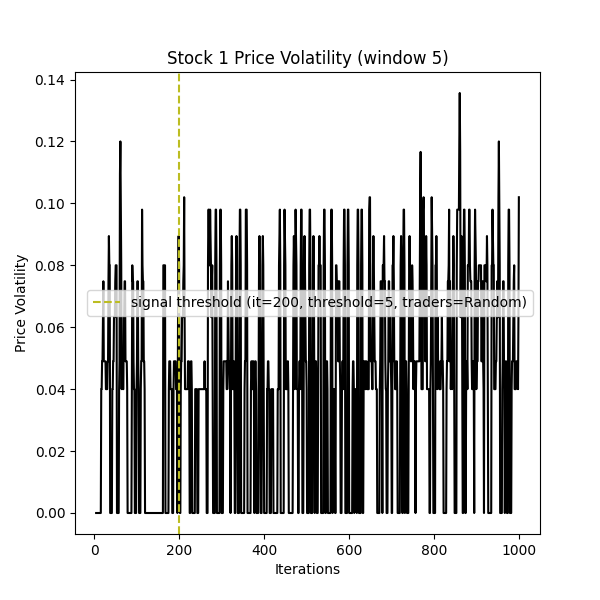 Stock 1 Price Volatility (window 5)
Price Volatility
0.14
0.12
0.10
0.08
0.06
0.04
0.02
0.00
signal threshold (it=200, threshold=5, traders=Random)
0 200 400 600 800 1000
Iterations